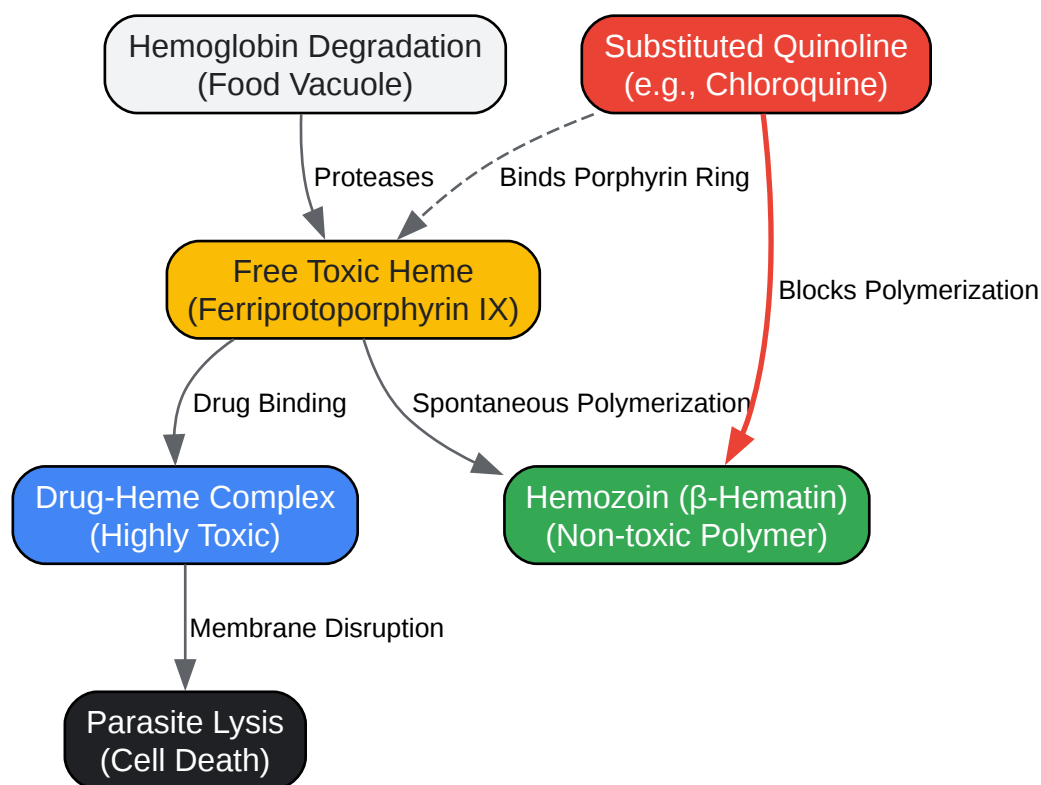 Hemoglobin Degradation
(Food Vacuole)
Substituted Quinoline
(e.g., Chloroquine)
Proteases
Binds Porphyrin Ring
Free Toxic Heme
(Ferriprotoporphyrin IX)
Blocks Polymerization
Drug Binding
Spontaneous Polymerization
Drug-Heme Complex
(Highly Toxic)
Hemozoin (β-Hematin)
(Non-toxic Polymer)
Membrane Disruption
Parasite Lysis
(Cell Death)